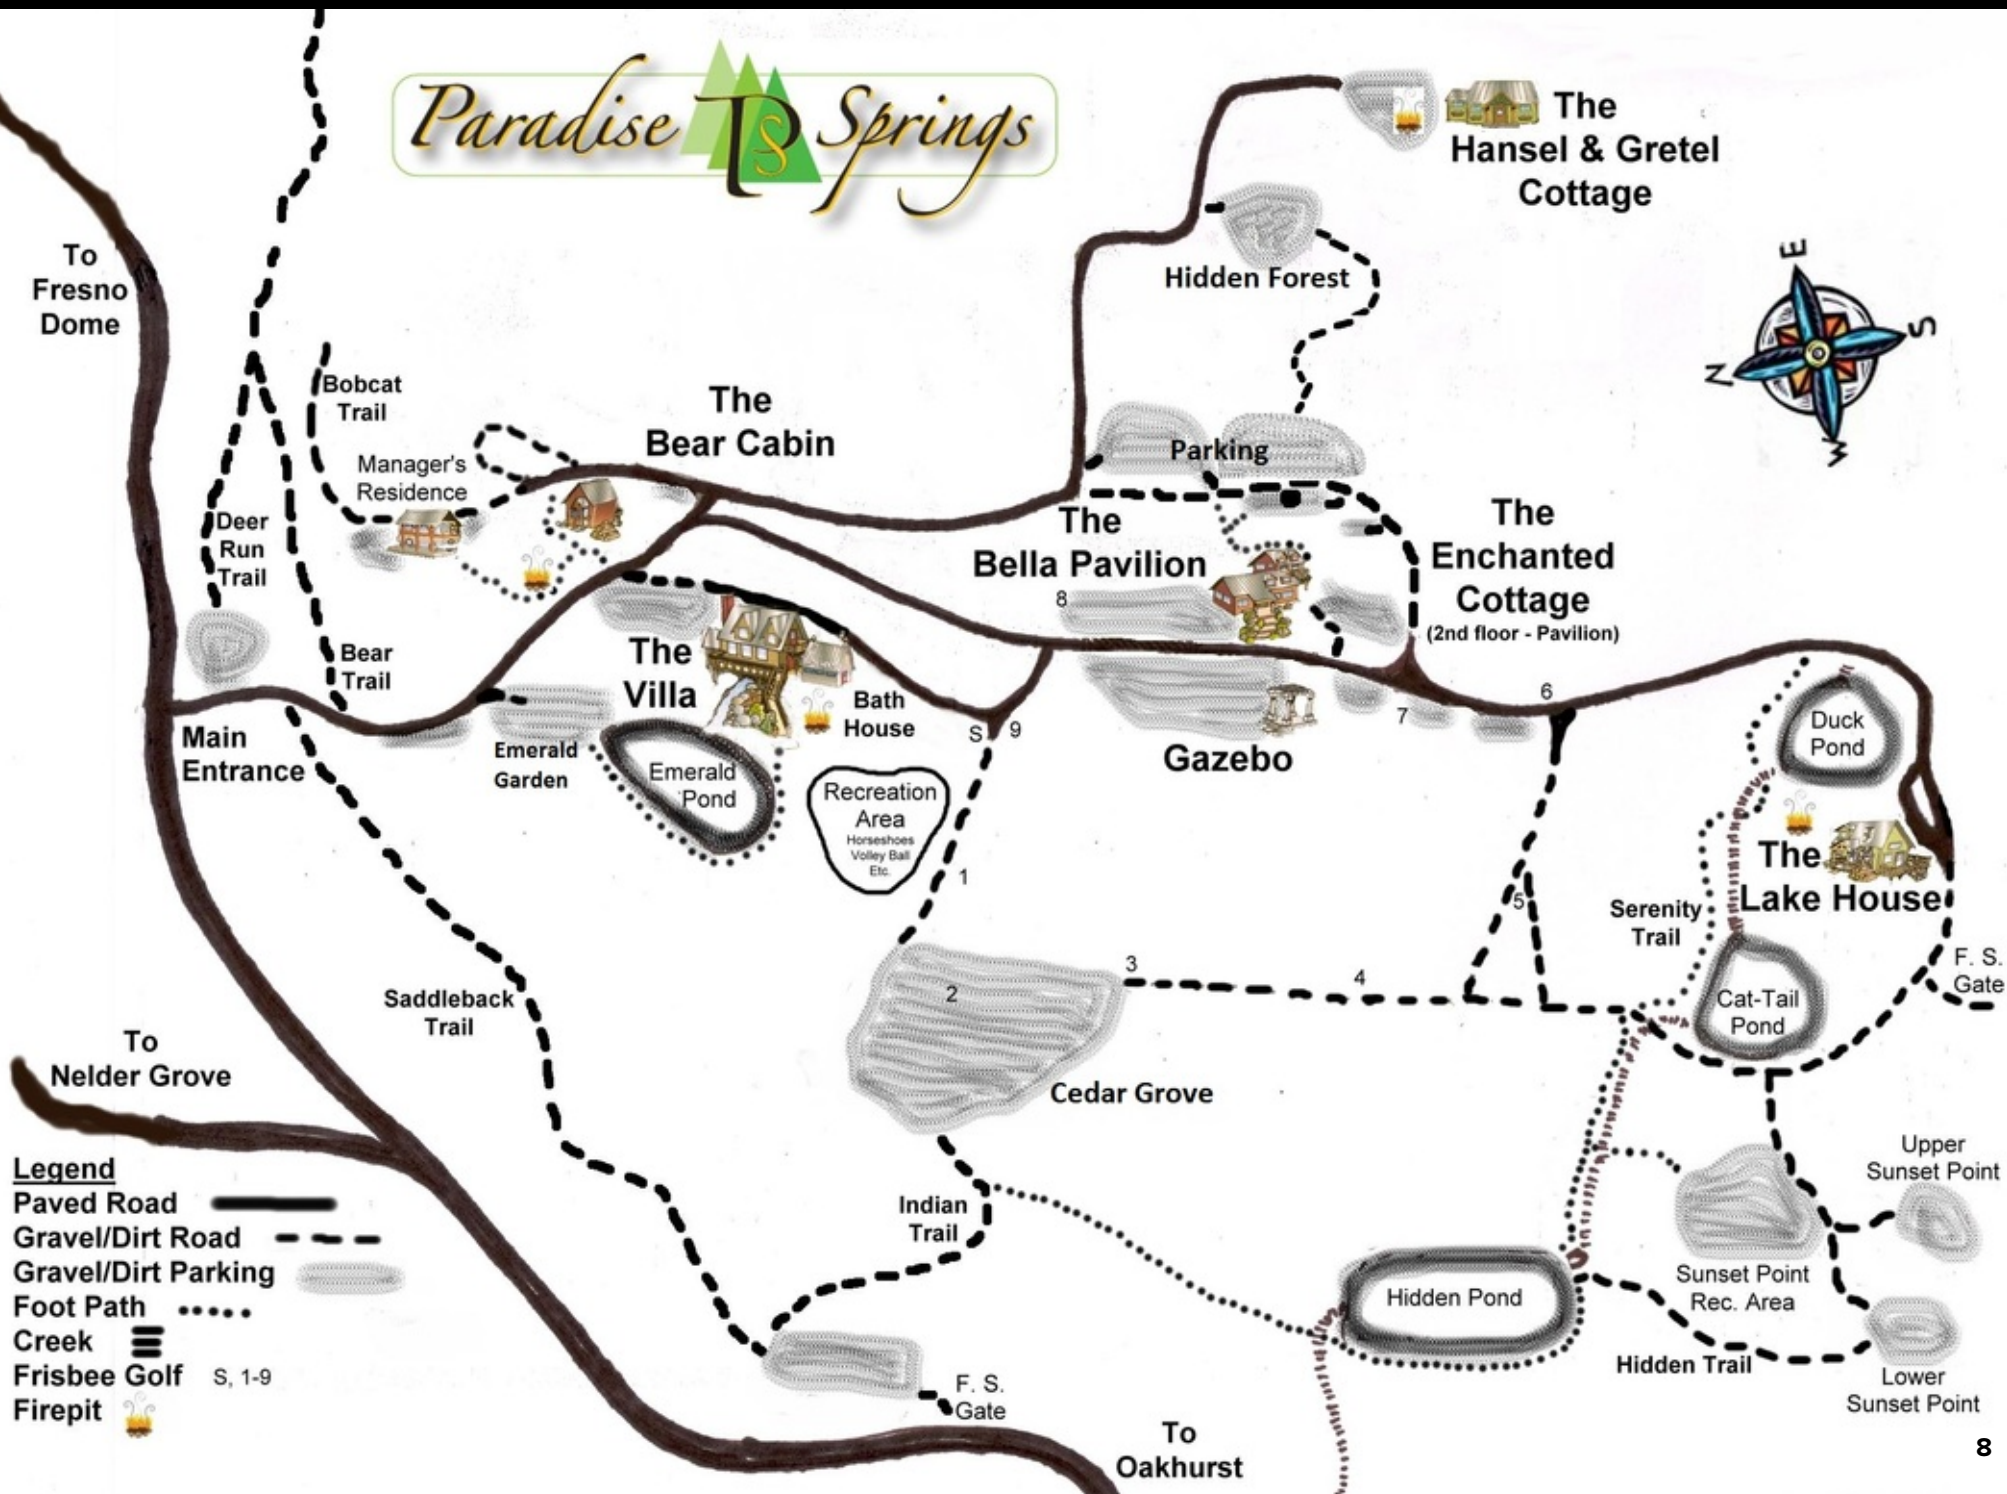 Paradise PS Springs
The
Hansel & Gretel
Cottage
To
Fresno
Dome
Hidden Forest
E
S
N
W
Bobcat
Trail
The
Bear Cabin
Manager's
Residence
Parking
Deer
Run
Trail
The
Bella Pavilion
The
Enchanted
Cottage
(2nd floor - Pavilion)
8
Bear
Trail
The
Villa
Bath
House
S
9
6
7
Main
Entrance
Emerald
Garden
Emerald
Pond
Gazebo
Duck
Pond
Recreation
Area
Horseshoes
Volley Ball
Etc.
1
The
Lake House
5
Serenity
Trail
Saddleback
Trail
2
3
4
Cat-Tail
Pond
F. S.
Gate
To
Nelder Grove
Cedar Grove
Upper
Sunset Point
Indian
Trail
Sunset Point
Rec. Area
Hidden Pond
Hidden Trail
Lower
Sunset Point
F. S.
Gate
To
Oakhurst
Legend
Paved Road
Gravel/Dirt Road
Gravel/Dirt Parking
Foot Path
Creek
Frisbee Golf S, 1-9
Firepit
8